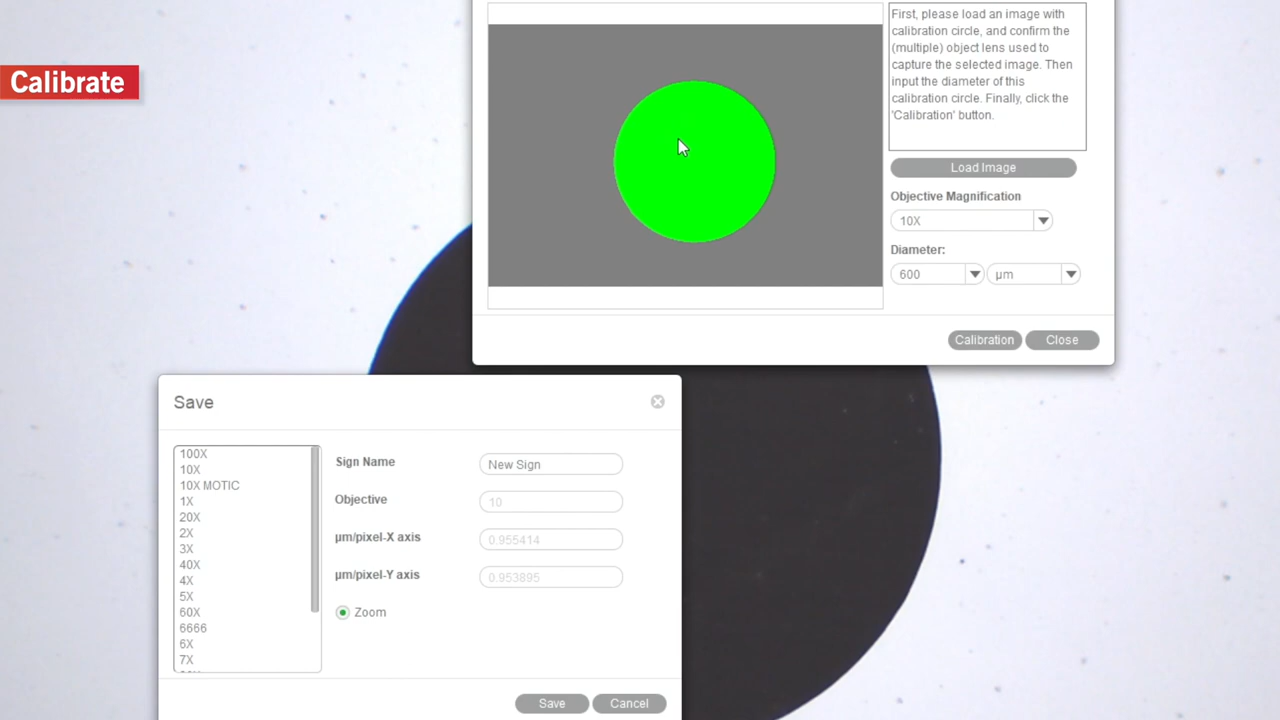 Calibrate
First, please load an image with
calibration circle, and confirm the
(multiple) object lens used to
capture the selected image. Then
input the diameter of this
calibration circle. Finally, click the
'Calibration' button.
Load Image
Objective Magnification
10X
Diameter:
600
µm
Calibration
Close
Save
100X
10X
10X MOTIC
1X
20X
2X
3X
40X
4X
5X
60X
6666
6X
7X
Sign Name
New Sign
Objective
10
µm/pixel-X axis
0.955414
µm/pixel-Y axis
0.953895
Zoom
Save
Cancel